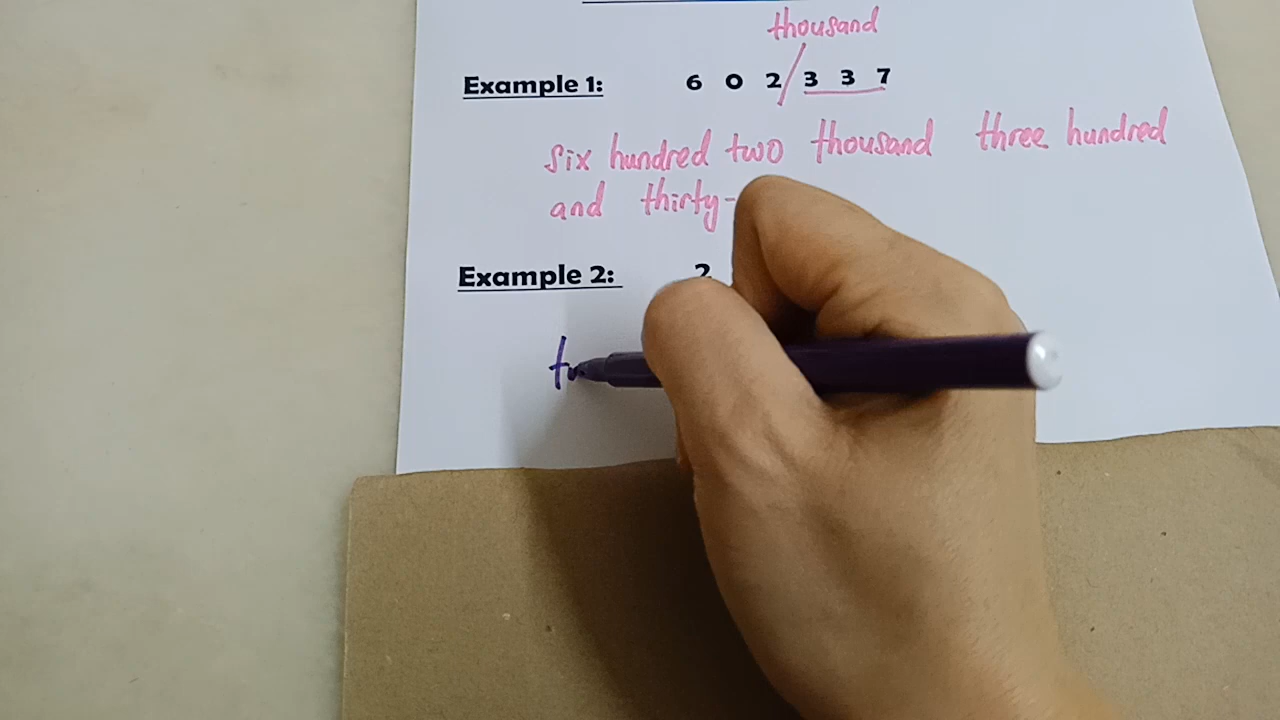 thousand
Example 1: 6 0 2/3 3 7
six hundred two thousand three hundred
and thirty-
Example 2: 2
tw